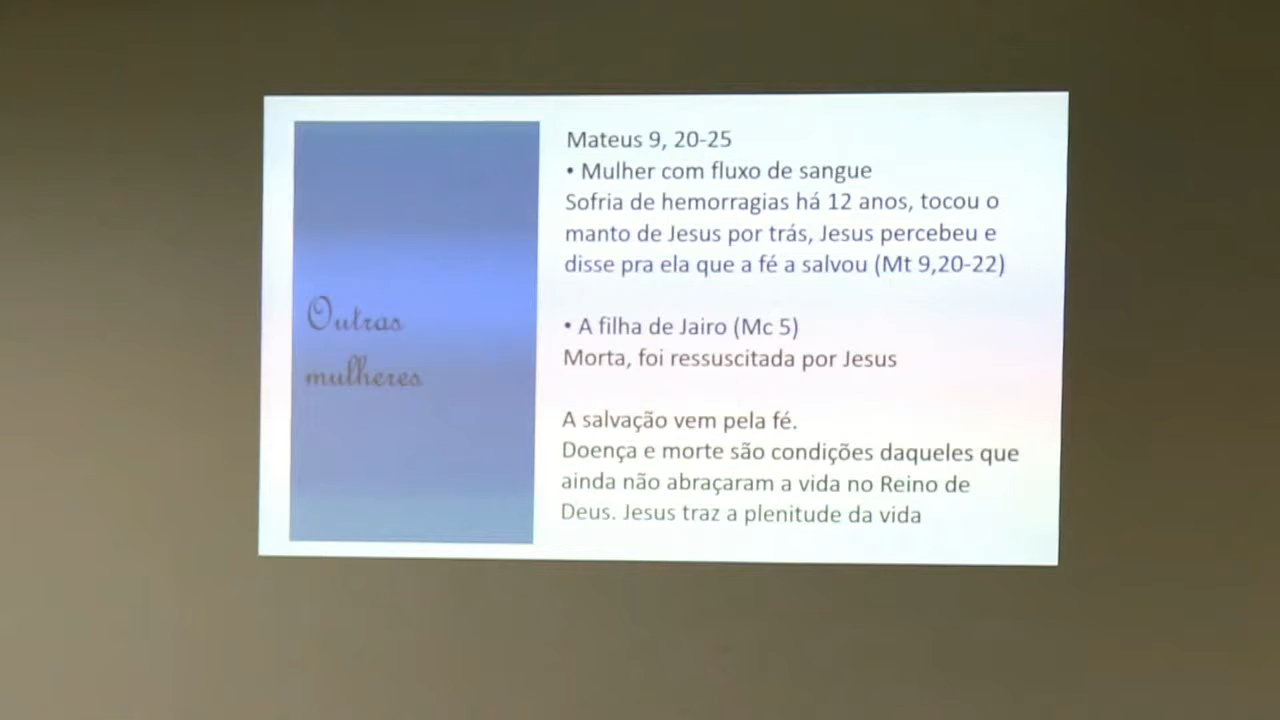 Outras
mulheres
Mateus 9, 20-25
• Mulher com fluxo de sangue
Sofria de hemorragias há 12 anos, tocou o
manto de Jesus por trás, Jesus percebeu e
disse pra ela que a fé a salvou (Mt 9,20-22)
• A filha de Jairo (Mc 5)
Morta, foi ressuscitada por Jesus
A salvação vem pela fé.
Doença e morte são condições daqueles que
ainda não abraçaram a vida no Reino de
Deus. Jesus traz a plenitude da vida